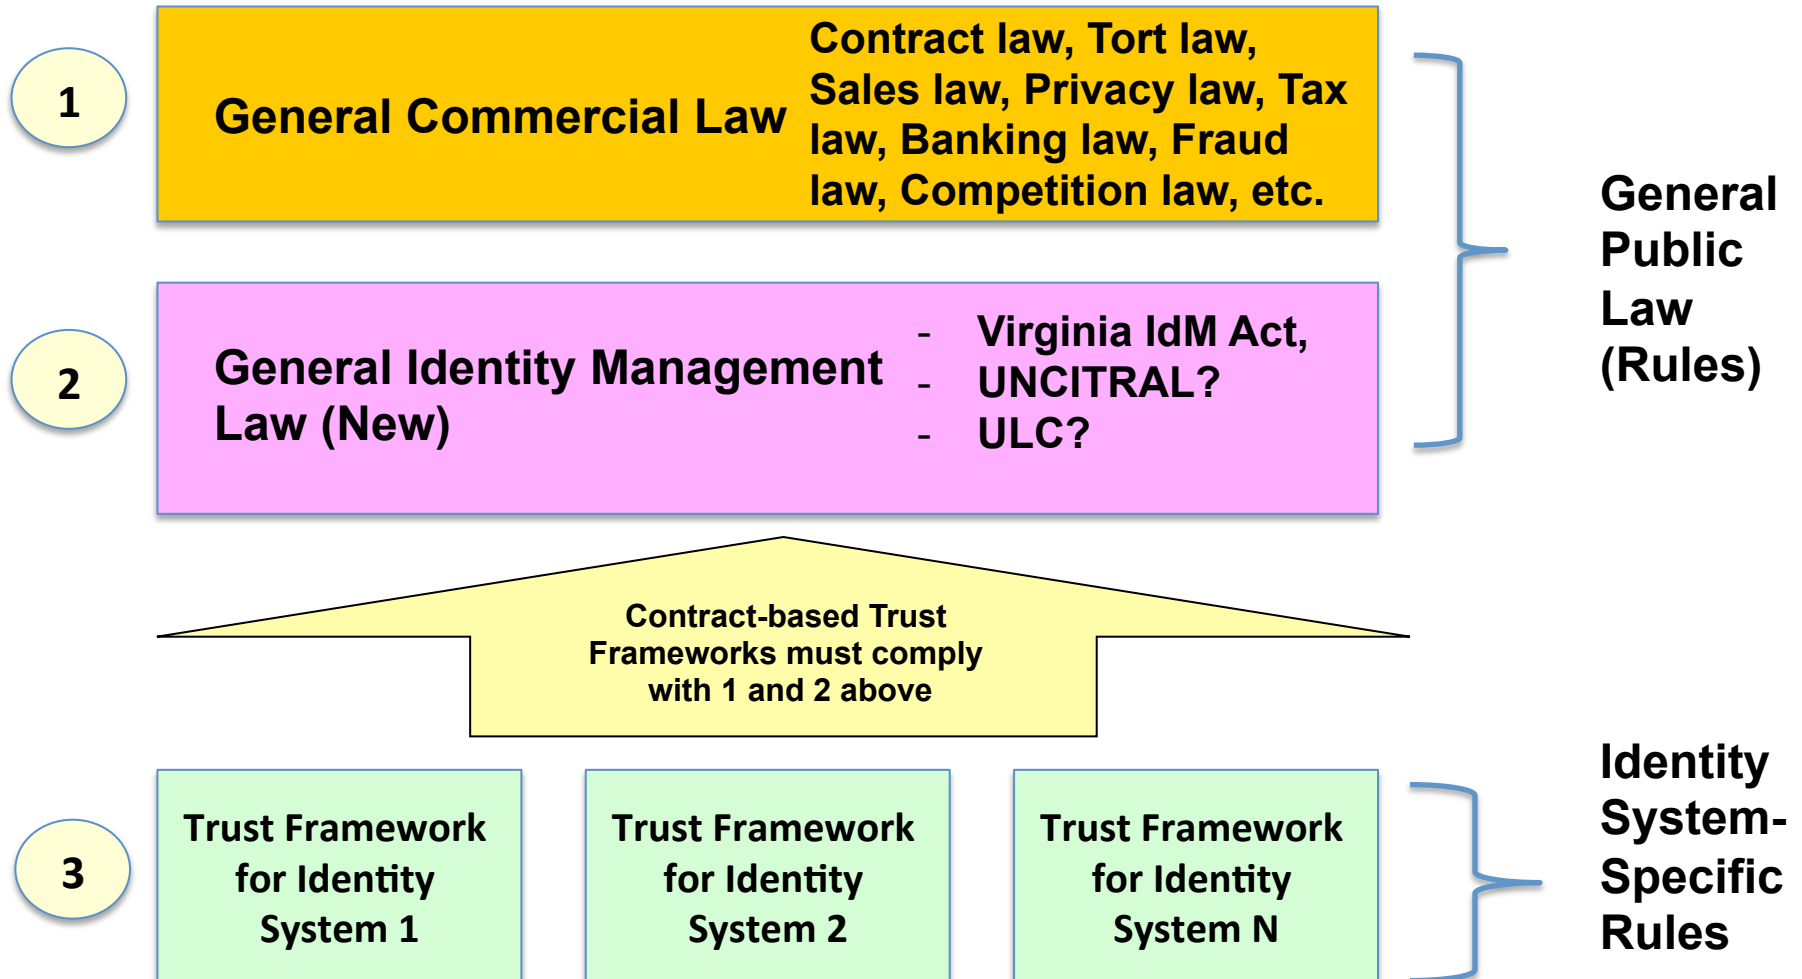 1
General Commercial Law
Contract law, Tort law,
Sales law, Privacy law, Tax
law, Banking law, Fraud
law, Competition law, etc.
General
Public
Law
(Rules)
2
General Identity Management
Law (New)
- Virginia IdM Act,
- UNCITRAL?
- ULC?
Contract-based Trust
Frameworks must comply
with 1 and 2 above
3
Trust Framework
for Identity
System 1
Trust Framework
for Identity
System 2
Trust Framework
for Identity
System N
Identity
System-
Specific
Rules